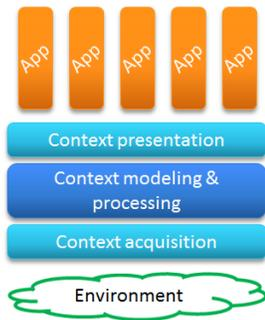 App App App App App
Context presentation
Context modeling &
processing
Context acquisition
Environment